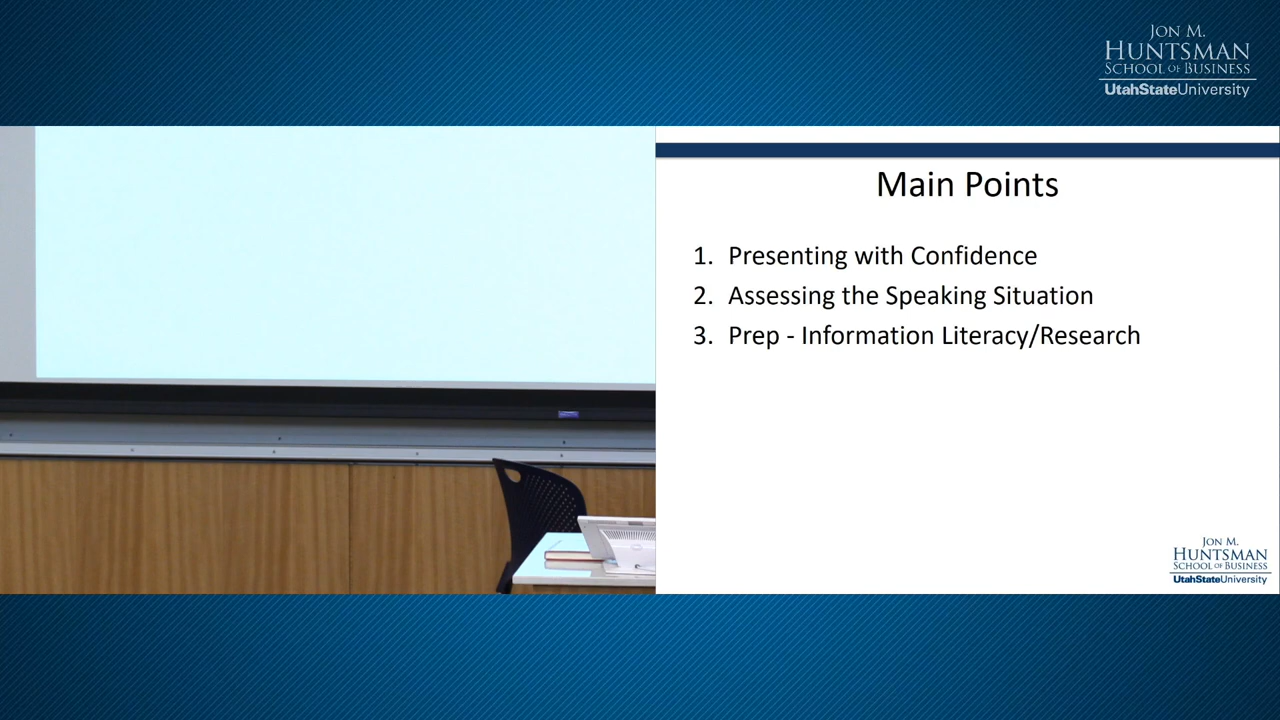 JON M.
HUNTSMAN
SCHOOL OF BUSINESS
UtahStateUniversity
Main Points
1. Presenting with Confidence
2. Assessing the Speaking Situation
3. Prep - Information Literacy/Research
JON M.
HUNTSMAN
SCHOOL OF BUSINESS
UtahStateUniversity